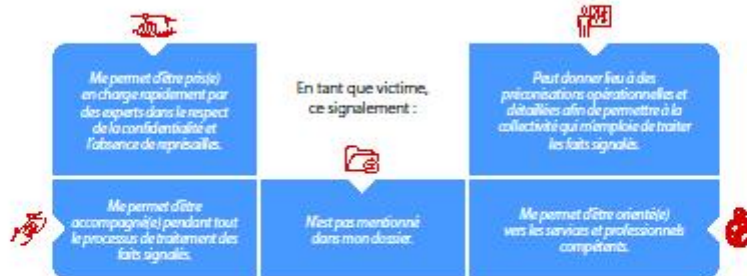 Me permet d'être pris(e)
en charge rapidement par
des experts dans le respect
de la confidentialité et
l'absence de représailles.
En tant que victime,
ce signalement :
Peut donner lieu à des
préconisations opérationnelles et
détaillées afin de permettre à la
collectivité qui m'emploie de traiter
les faits signalés.
Me permet d'être
accompagné(e) pendant tout
le processus de traitement des
faits signalés.
N'est pas mentionné
dans mon dossier.
Me permet d'être orienté(e)
vers les services et professionnels
compétents.